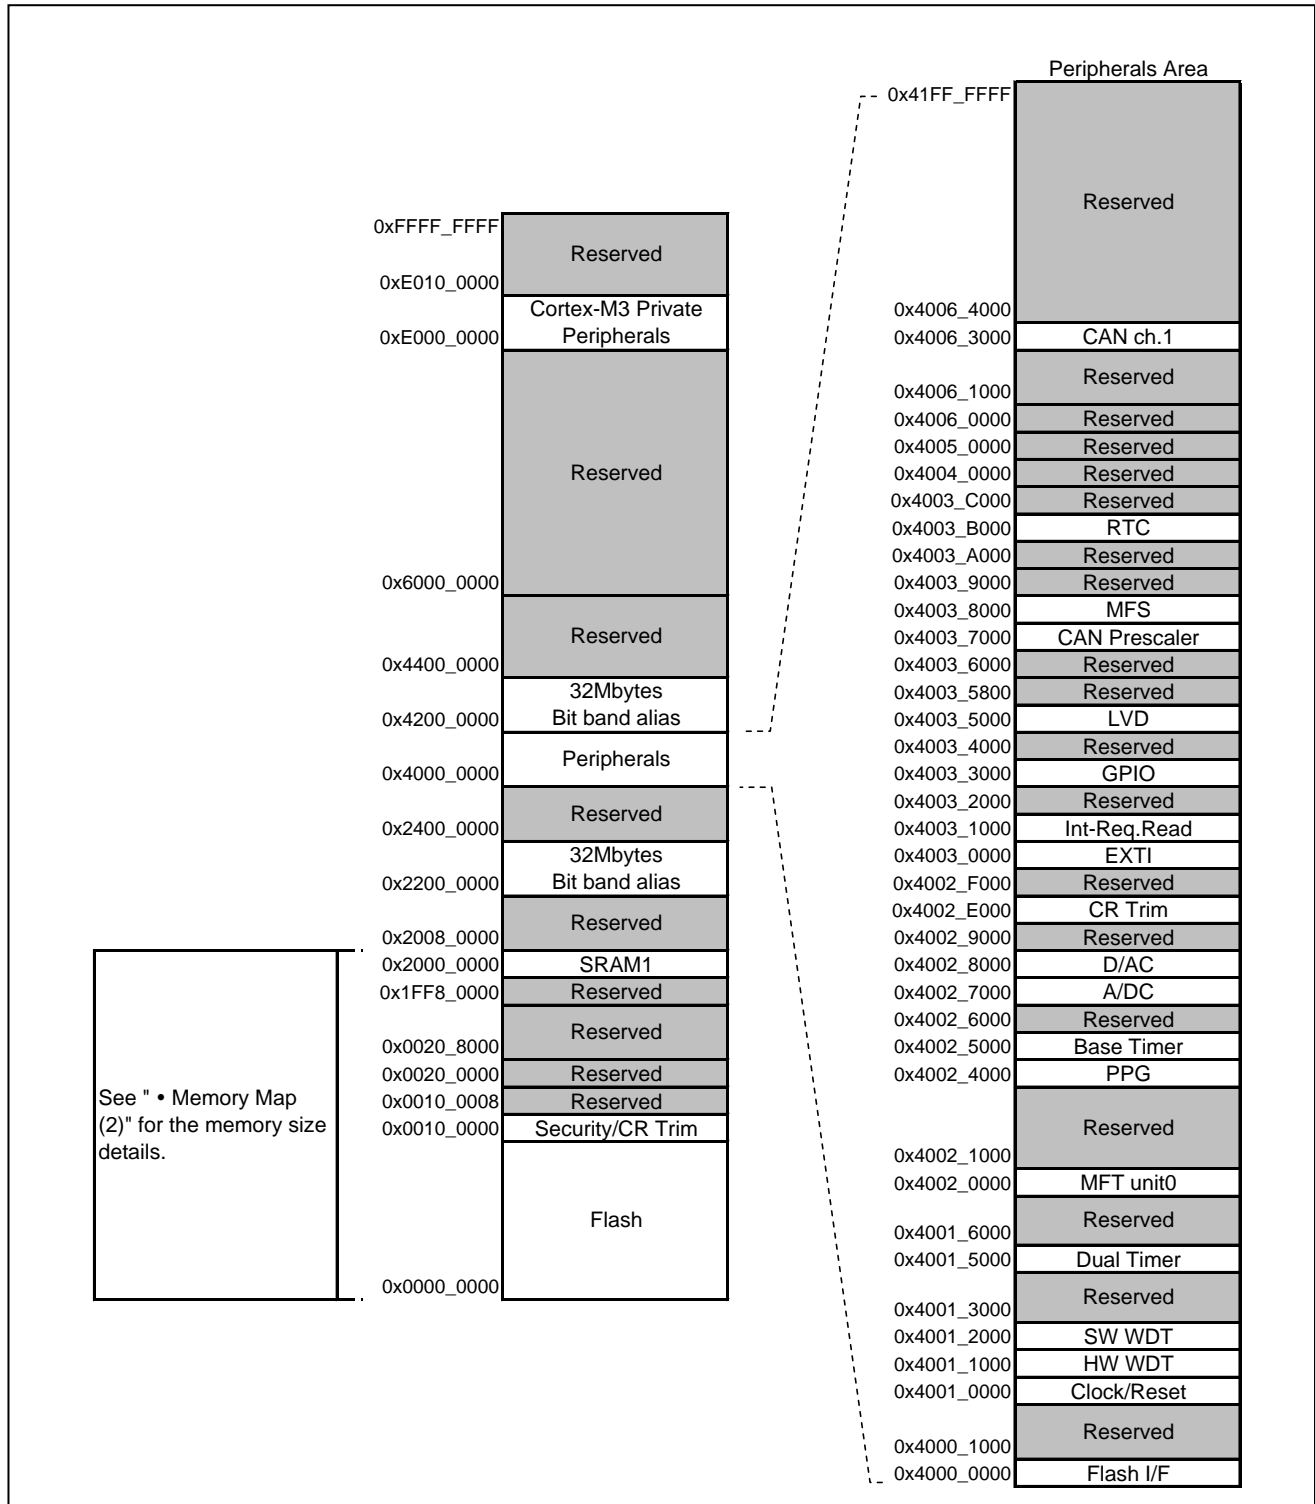 Peripherals Area
0x41FF_FFFF
Reserved
0x4006_4000
0x4006_3000 CAN ch.1
Reserved
0x4006_1000
0x4006_0000 Reserved
0x4005_0000 Reserved
0x4004_0000 Reserved
0x4003_C000 Reserved
0x4003_B000 RTC
0x4003_A000 Reserved
0x4003_9000 Reserved
0x4003_8000 MFS
0x4003_7000 CAN Prescaler
0x4003_6000 Reserved
0x4003_5800 Reserved
0x4003_5000 LVD
0x4003_4000 Reserved
0x4003_3000 GPIO
0x4003_2000 Reserved
0x4003_1000 Int-Req.Read
0x4003_0000 EXTI
0x4002_F000 Reserved
0x4002_E000 CR Trim
0x4002_9000 Reserved
0x4002_8000 D/AC
0x4002_7000 A/DC
0x4002_6000 Reserved
0x4002_5000 Base Timer
0x4002_4000 PPG
Reserved
0x4002_1000
0x4002_0000 MFT unit0
Reserved
0x4001_6000
0x4001_5000 Dual Timer
Reserved
0x4001_3000
0x4001_2000 SW WDT
0x4001_1000 HW WDT
0x4001_0000 Clock/Reset
Reserved
0x4000_1000
0x4000_0000 Flash I/F
0xFFFF_FFFF
Reserved
0xE010_0000
Cortex-M3 Private
0xE000_0000 Peripherals
Reserved
0x6000_0000
Reserved
0x4400_0000
32Mbytes
0x4200_0000 Bit band alias
Peripherals
0x4000_0000
Reserved
0x2400_0000
32Mbytes
0x2200_0000 Bit band alias
Reserved
0x2008_0000
0x2000_0000 SRAM1
0x1FF8_0000 Reserved
Reserved
0x0020_8000
0x0020_0000 Reserved
0x0010_0008 Reserved
0x0010_0000 Security/CR Trim
Flash
0x0000_0000
See " • Memory Map
(2)" for the memory size
details.